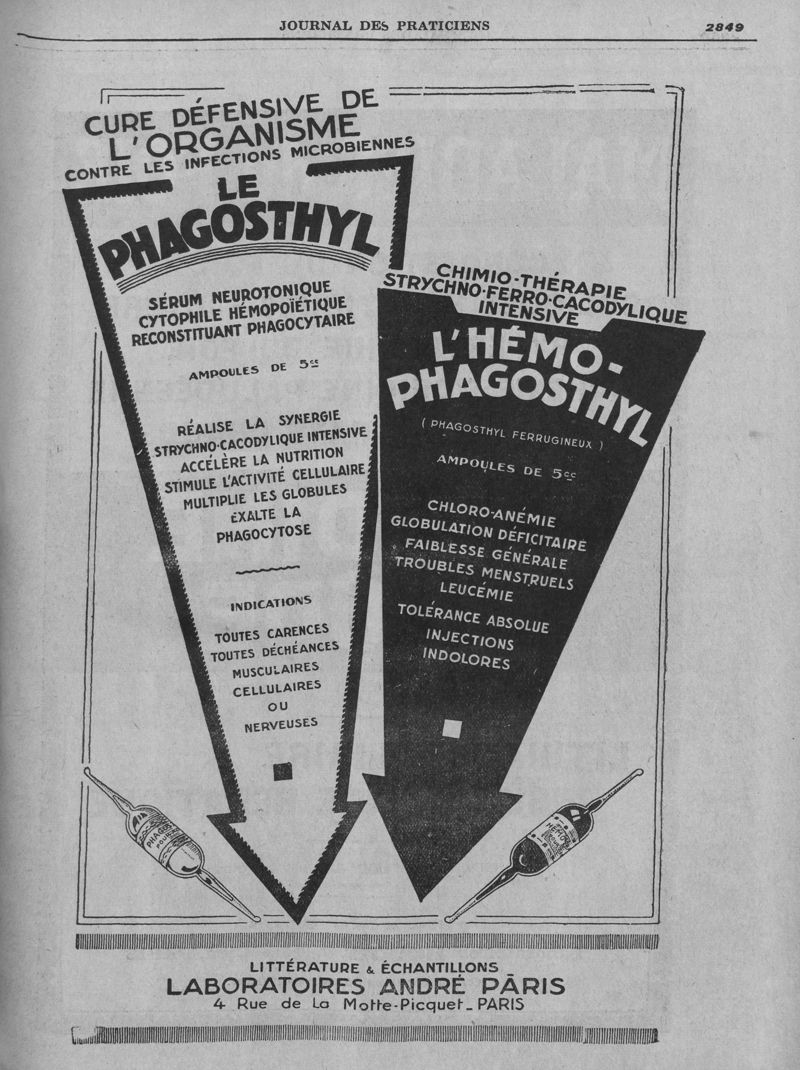 JOURNAL DES PRATICIENS
2849
CURE DÉFENSIVE DE
L'ORGANISME
CONTRE LES INFECTIONS MICROBIENNES
LE
PHAGOSTHYL
SÉRUM NEUROTONIQUE
CYTOPHILE HÉMOPOÏÉTIQUE
RECONSTITUANT PHAGOCYTAIRE
AMPOULES DE 5cc
RÉALISE LA SYNERGIE
STRYCHNO-CACODYLIQUE INTENSIVE
ACCÉLÈRE LA NUTRITION
STIMULE L'ACTIVITÉ CELLULAIRE
MULTIPLIE LES GLOBULES
EXALTE LA
PHAGOCYTOSE
INDICATIONS
TOUTES CARENCES
TOUTES DÉCHÉANCES
MUSCULAIRES
CELLULAIRES
OU
NERVEUSES
CHIMIO-THÉRAPIE
STRYCHNO-FERRO-CACODYLIQUE
INTENSIVE
L'HÉMO-
PHAGOSTHYL
( PHAGOSTHYL FERRUGINEUX )
AMPOULES DE 5cc
CHLORO-ANÉMIE
GLOBULATION DÉFICITAIRE
FAIBLESSE GÉNÉRALE
TROUBLES MENSTRUELS
LEUCÉMIE
TOLÉRANCE ABSOLUE
INJECTIONS
INDOLORES
LITTÉRATURE & ÉCHANTILLONS
LABORATOIRES ANDRÉ PÂRIS
4 Rue de La Motte-Picquet_PARIS